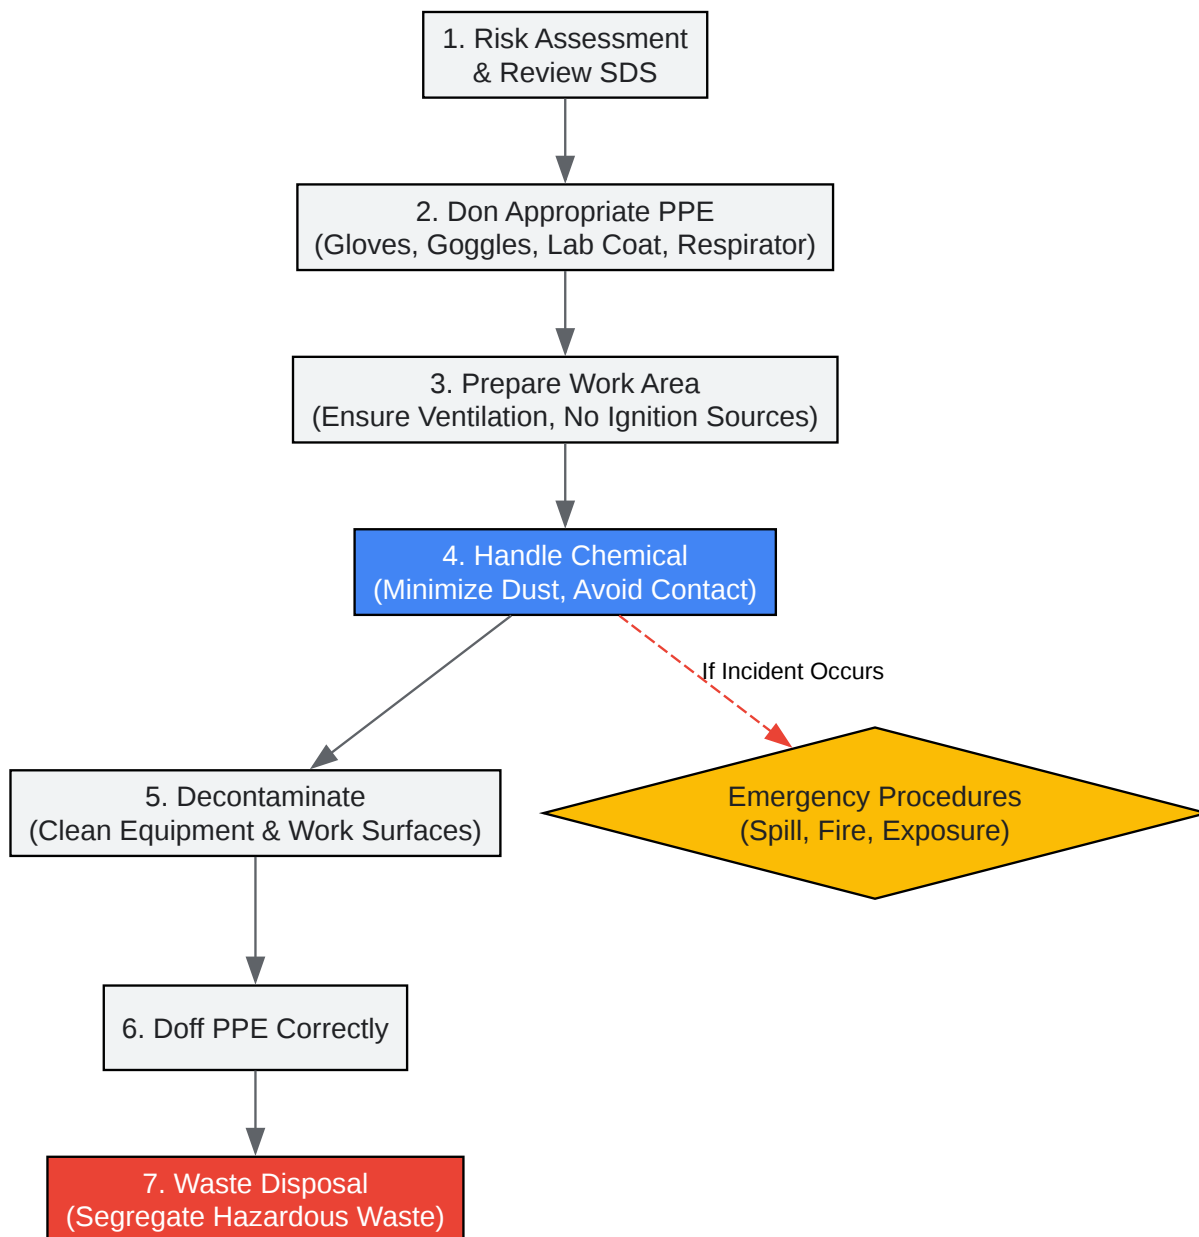 1. Risk Assessment
& Review SDS
2. Don Appropriate PPE
(Gloves, Goggles, Lab Coat, Respirator)
3. Prepare Work Area
(Ensure Ventilation, No Ignition Sources)
4. Handle Chemical
(Minimize Dust, Avoid Contact)
If Incident Occurs
5. Decontaminate
(Clean Equipment & Work Surfaces)
Emergency Procedures
(Spill, Fire, Exposure)
6. Doff PPE Correctly
7. Waste Disposal
(Segregate Hazardous Waste)